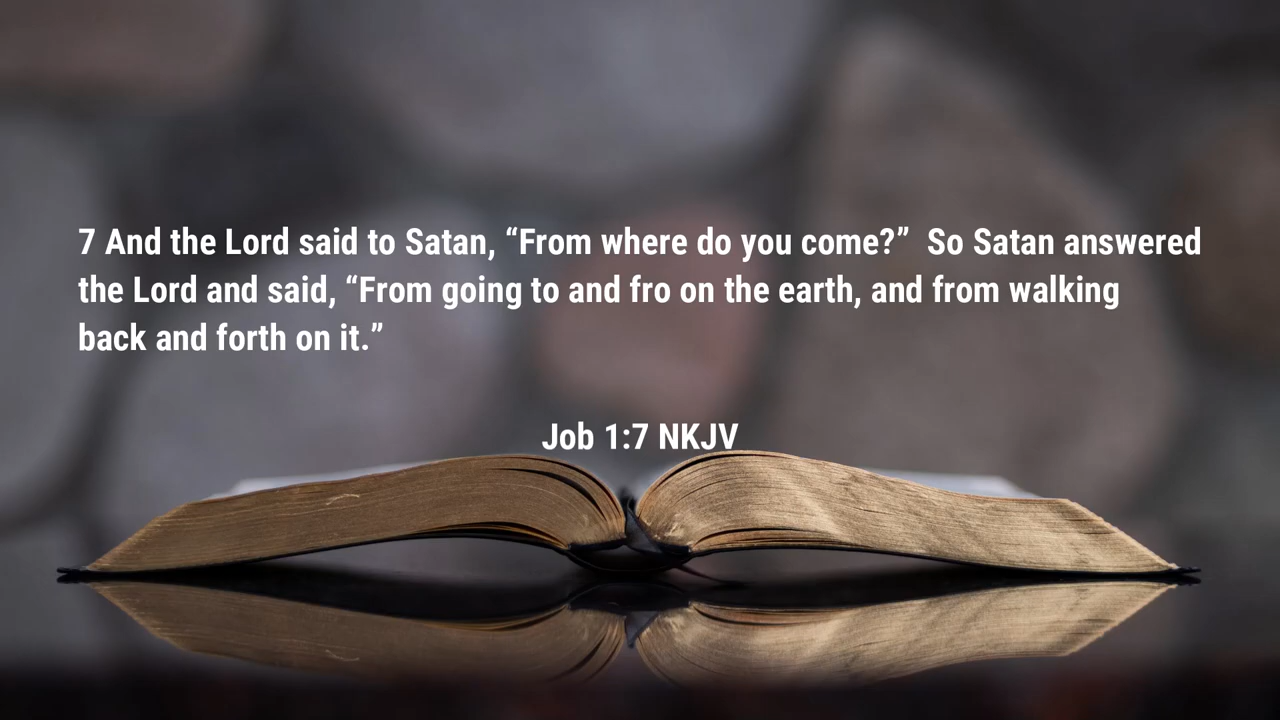 7 And the Lord said to Satan, “From where do you come?”  So Satan answered
the Lord and said, “From going to and fro on the earth, and from walking
back and forth on it.”
Job 1:7 NKJV